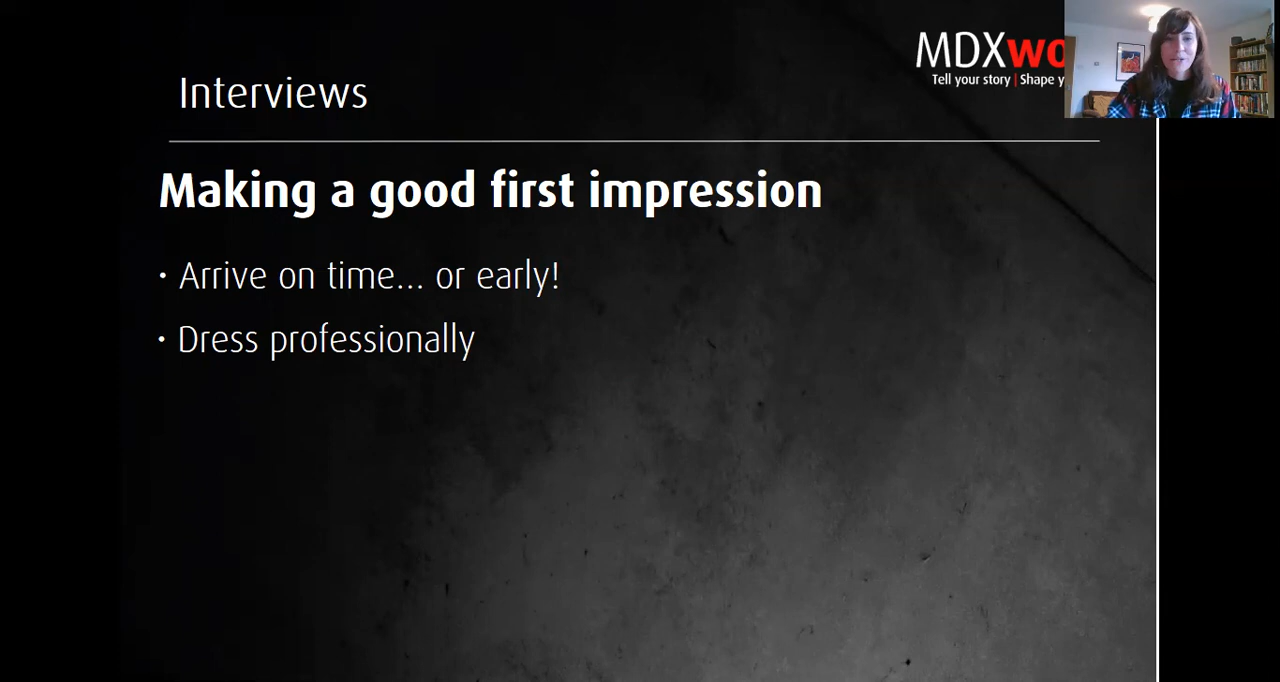 MDXwo
Tell your story | Shape y
Interviews
Making a good first impression
• Arrive on time... or early!
• Dress professionally